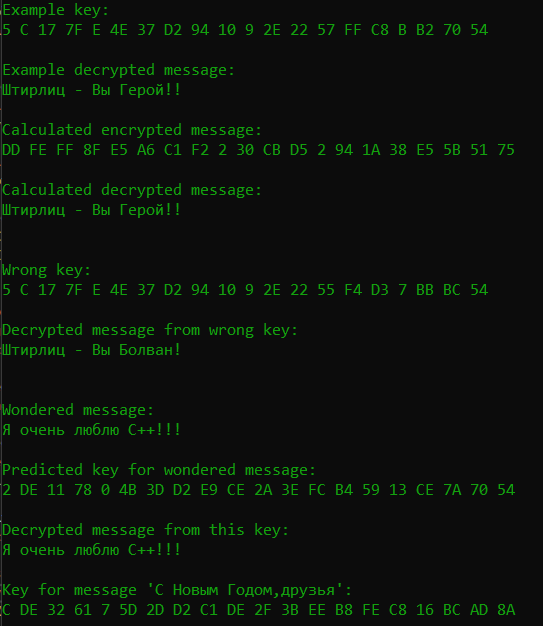 Example key:
5 C 17 7F E 4E 37 D2 94 10 9 2E 22 57 FF C8 B B2 70 54
Example decrypted message:
Штирлиц - Вы Герой!!
Calculated encrypted message:
DD FE FF 8F E5 A6 C1 F2 2 30 CB D5 2 94 1A 38 E5 5B 51 75
Calculated decrypted message:
Штирлиц - Вы Герой!!
Wrong key:
5 C 17 7F E 4E 37 D2 94 10 9 2E 22 55 F4 D3 7 BB BC 54
Decrypted message from wrong key:
Штирлиц - Вы Болван!
Wondered message:
Я очень люблю С++!!!
Predicted key for wondered message:
2 DE 11 78 0 4B 3D D2 E9 CE 2A 3E FC B4 59 13 CE 7A 70 54
Decrypted message from this key:
Я очень люблю С++!!!
Key for message 'С Новым Годом,друзья':
C DE 32 61 7 5D 2D D2 C1 DE 2F 3B EE B8 FE C8 16 BC AD 8A